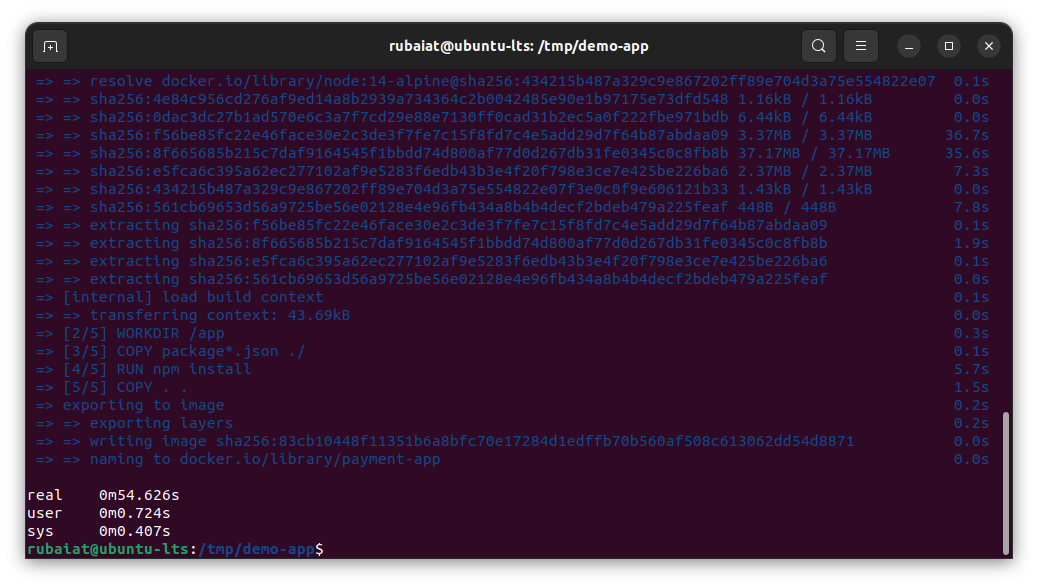 rubaiat@ubuntu-lts: /tmp/demo-app
=> => resolve docker.io/library/node:14-alpine@sha256:434215b487a329c9e867202ff89e704d3a75e554822e07 0.1s
=> => sha256:4e84c956cd276af9ed14a8b2939a734364c2b0042485e90e1b97175e73dfd548 1.16kB / 1.16kB 0.0s
=> => sha256:0dac3dc27b1ad570e6c3a7f7cd29e88e7130ff0cad31b2ec5a0f222fbe971bdb 6.44kB / 6.44kB 0.0s
=> => sha256:f56be85fc22e46face30e2c3de3f7fe7c15f8fd7c4e5add29d7f64b87abdaa09 3.37MB / 3.37MB 36.7s
=> => sha256:8f665685b215c7daf9164545f1bbdd74d800af77d0d267db31fe0345c0c8fb8b 37.17MB / 37.17MB 35.6s
=> => sha256:e5fca6c395a62ec277102af9e5283f6edb43b3e4f20f798e3ce7e425be226ba6 2.37MB / 2.37MB 7.3s
=> => sha256:434215b487a329c9e867202ff89e704d3a75e554822e07f3e0c0f9e606121b33 1.43kB / 1.43kB 0.0s
=> => sha256:561cb69653d56a9725be56e02128e4e96fb434a8b4b4decf2bdeb479a225feaf 448B / 448B 7.8s
=> => extracting sha256:f56be85fc22e46face30e2c3de3f7fe7c15f8fd7c4e5add29d7f64b87abdaa09 0.1s
=> => extracting sha256:8f665685b215c7daf9164545f1bbdd74d800af77d0d267db31fe0345c0c8fb8b 1.9s
=> => extracting sha256:e5fca6c395a62ec277102af9e5283f6edb43b3e4f20f798e3ce7e425be226ba6 0.1s
=> => extracting sha256:561cb69653d56a9725be56e02128e4e96fb434a8b4b4decf2bdeb479a225feaf 0.0s
=> [internal] load build context 0.1s
=> => transferring context: 43.69kB 0.0s
=> [2/5] WORKDIR /app 0.3s
=> [3/5] COPY package*.json ./ 0.1s
=> [4/5] RUN npm install 5.7s
=> [5/5] COPY . . 1.5s
=> exporting to image 0.2s
=> => exporting layers 0.2s
=> => writing image sha256:83cb10448f11351b6a8bfc70e17284d1edffb70b560af508c613062dd54d8871 0.0s
=> => naming to docker.io/library/payment-app 0.0s
real 0m54.626s
user 0m0.724s
sys 0m0.407s
rubaiat@ubuntu-lts:/tmp/demo-app$